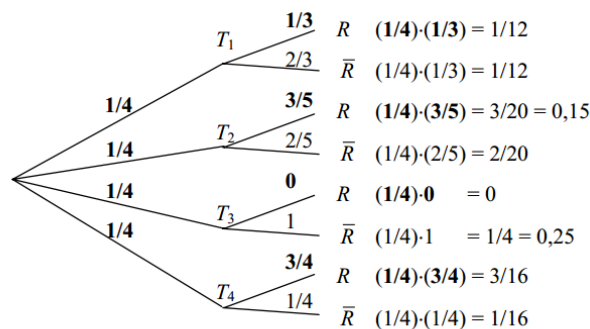 1/3 R (1/4)·(1/3) = 1/12
T₁
2/3 R̅ (1/4)·(1/3) = 1/12
1/4
3/5 R (1/4)·(3/5) = 3/20 = 0,15
T₂
2/5 R̅ (1/4)·(2/5) = 2/20
1/4
0 R (1/4)·0 = 0
1/4
T₃
1 R̅ (1/4)·1 = 1/4 = 0,25
1/4
3/4 R (1/4)·(3/4) = 3/16
T₄
1/4 R̅ (1/4)·(1/4) = 1/16